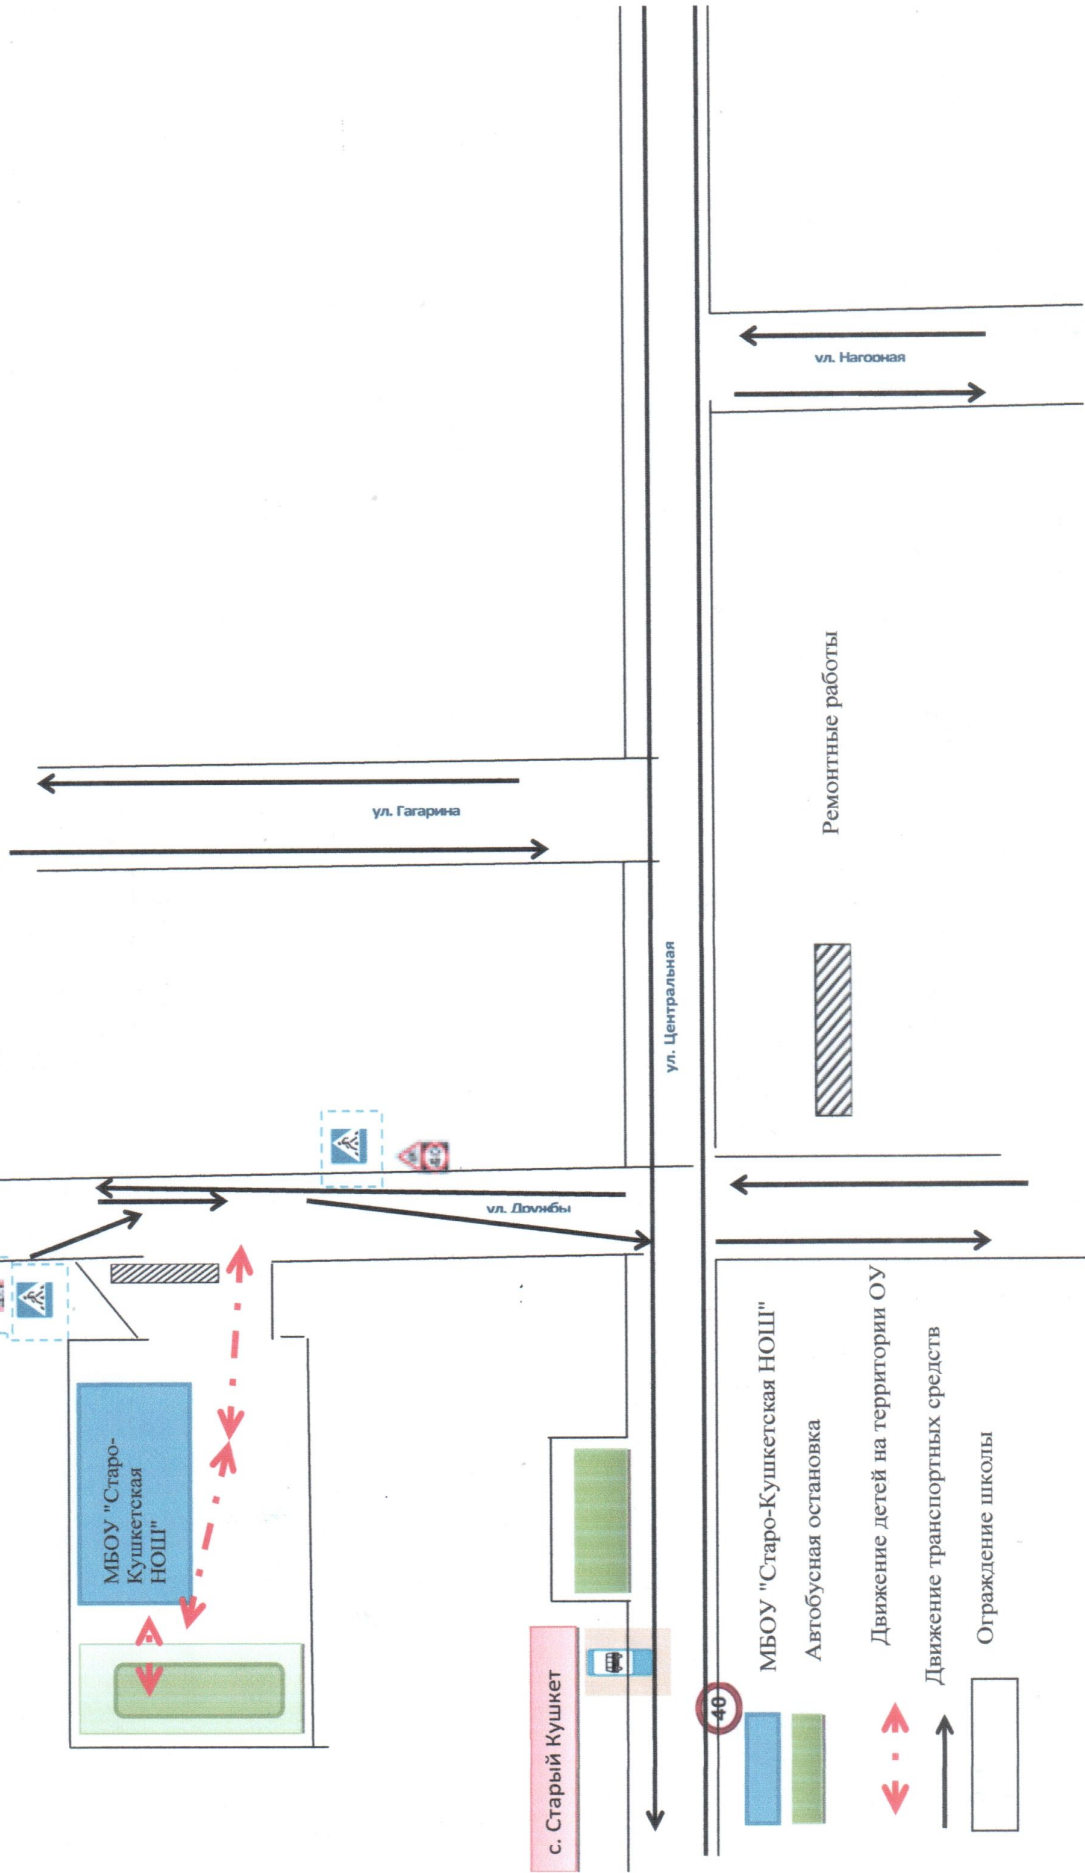 МБОУ "Старо-
Кушкетская
НОШ"
ул. Дружбы
ул. Гагарина
с. Старый Кушкет
ул. Центральная
40
ул. Нагорная
МБОУ "Старо-Кушкетская НОШ"
Автобусная остановка
Движение детей на территории ОУ
Движение транспортных средств
Ограждение школы
Ремонтные работы